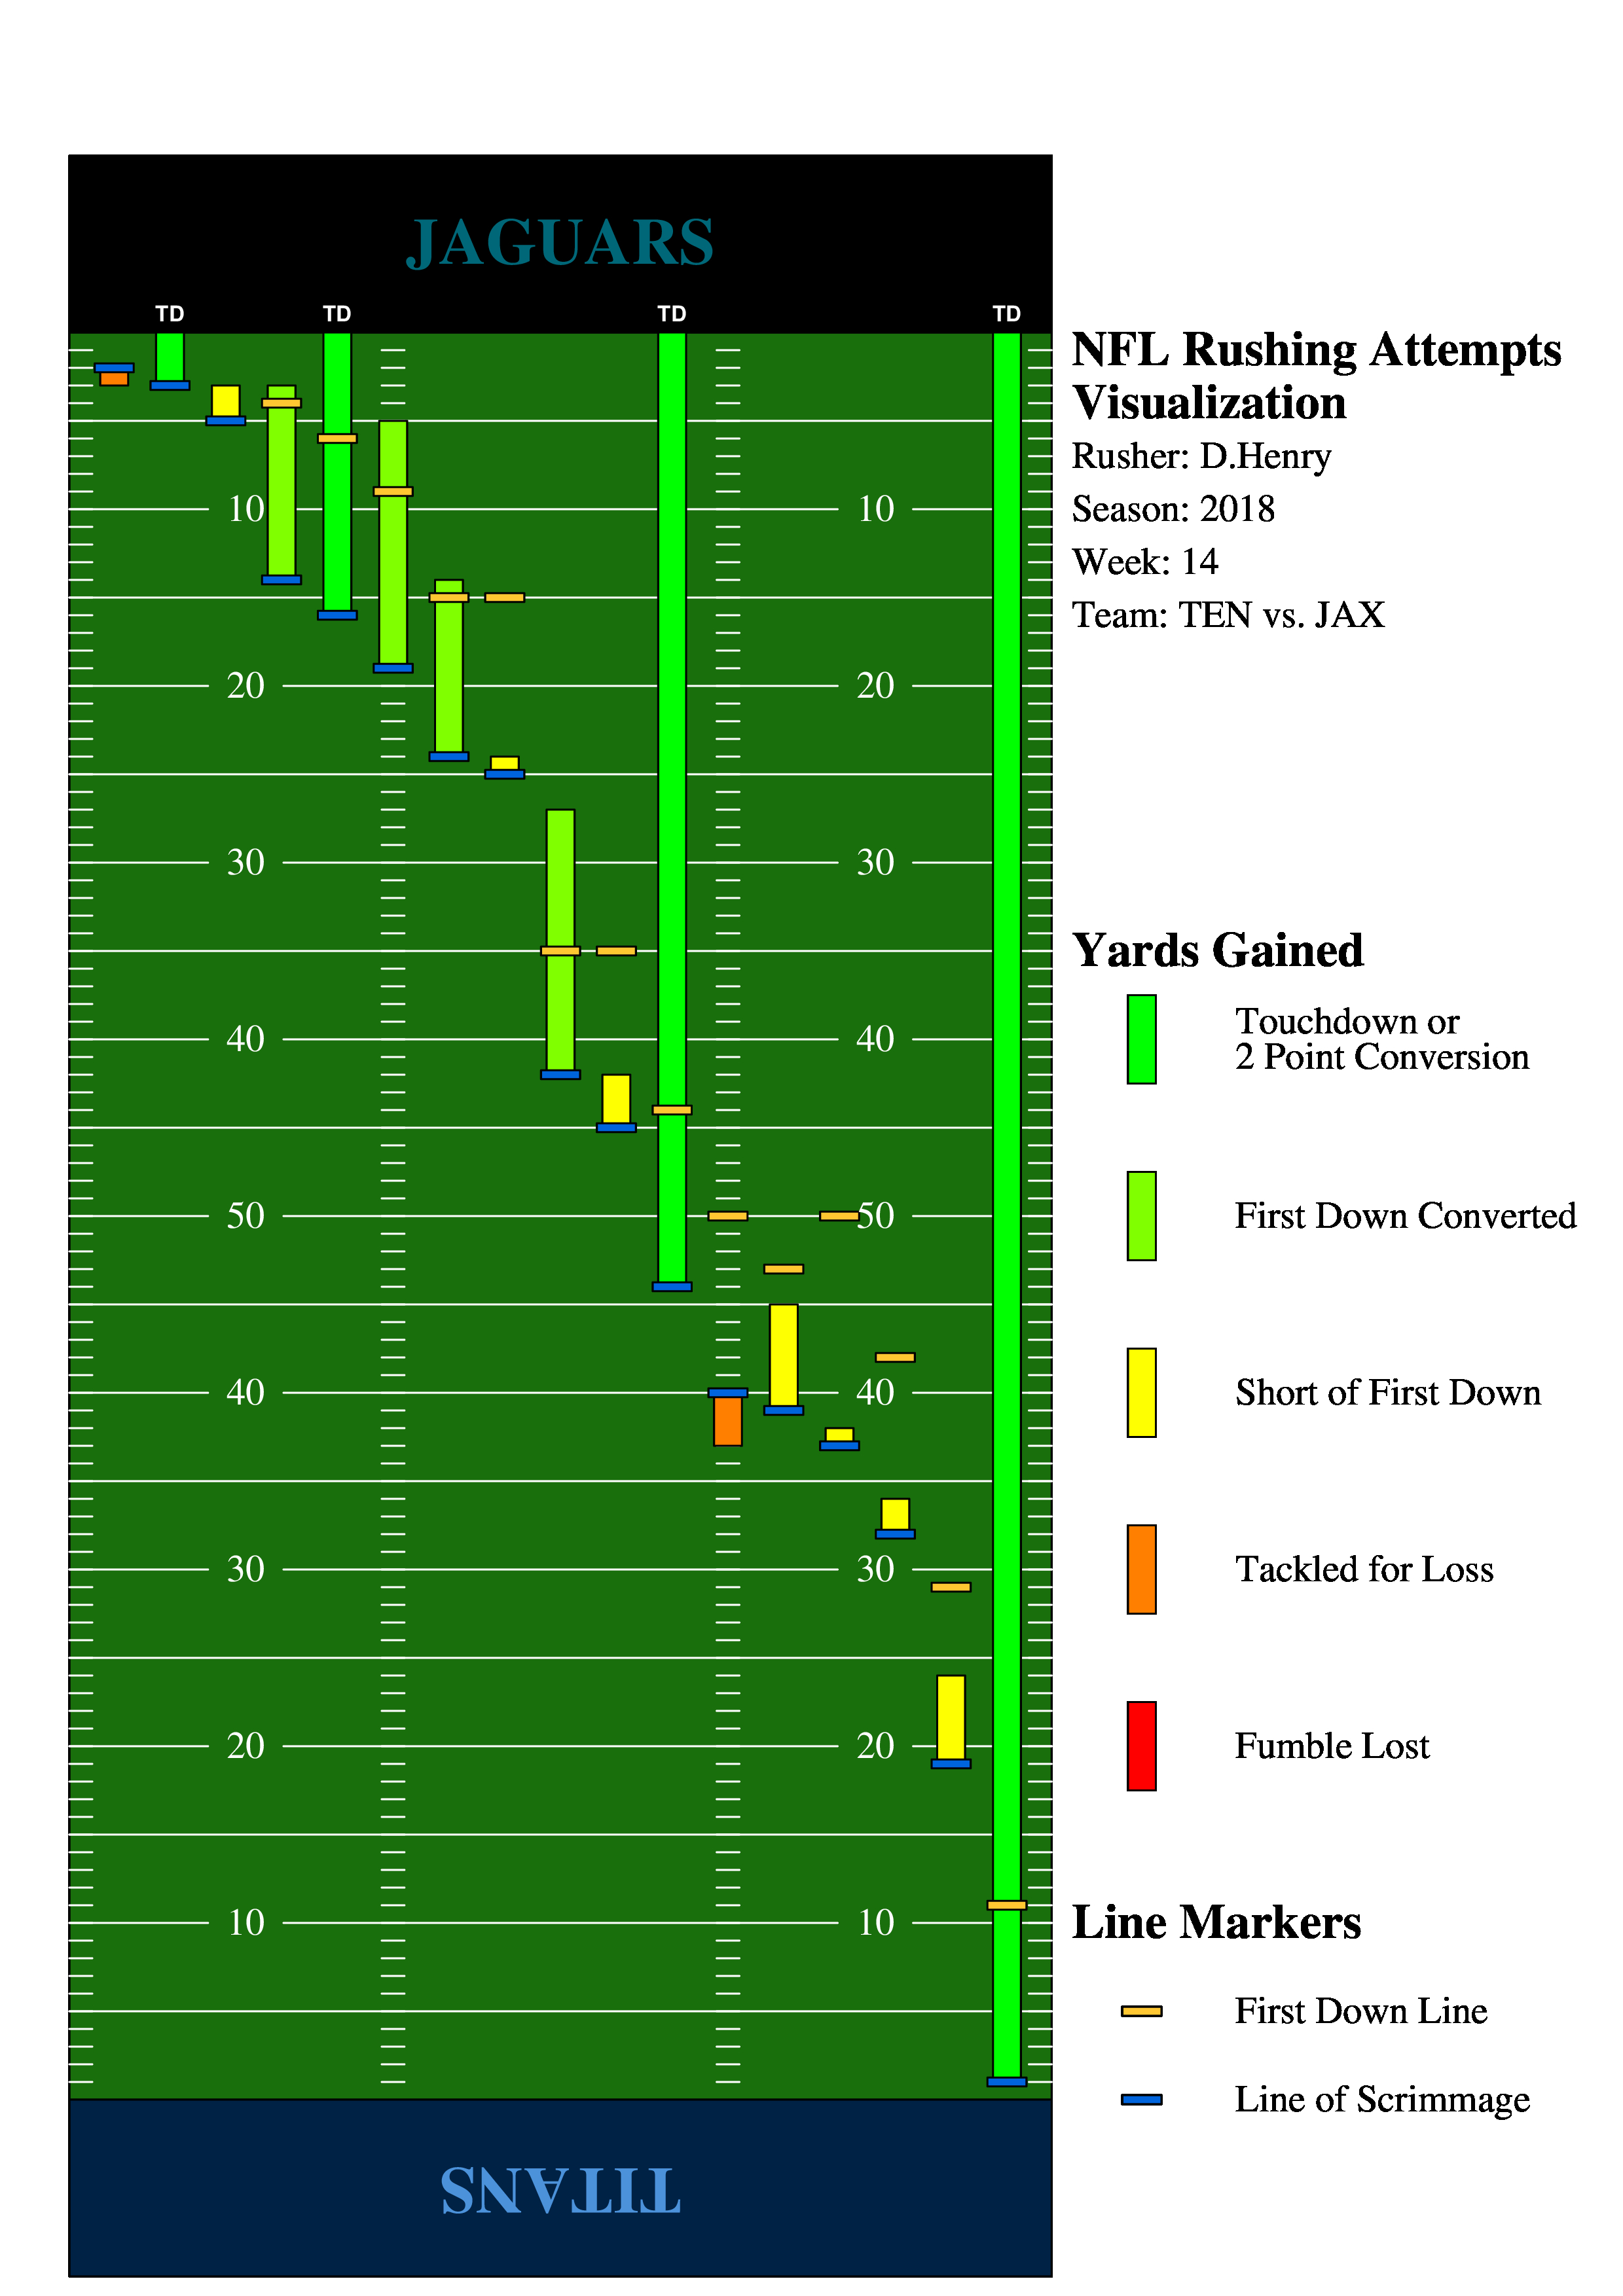 JAGUARS
TD TD TD TD
NFL Rushing Attempts
Visualization
Rusher: D.Henry
Season: 2018
Week: 14
Team: TEN vs. JAX
10 10
20 20
30 30
40 40
50 50
40 40
30 30
20 20
10 10
Yards Gained
Touchdown or
2 Point Conversion
First Down Converted
Short of First Down
Tackled for Loss
Fumble Lost
Line Markers
First Down Line
Line of Scrimmage
TITANS